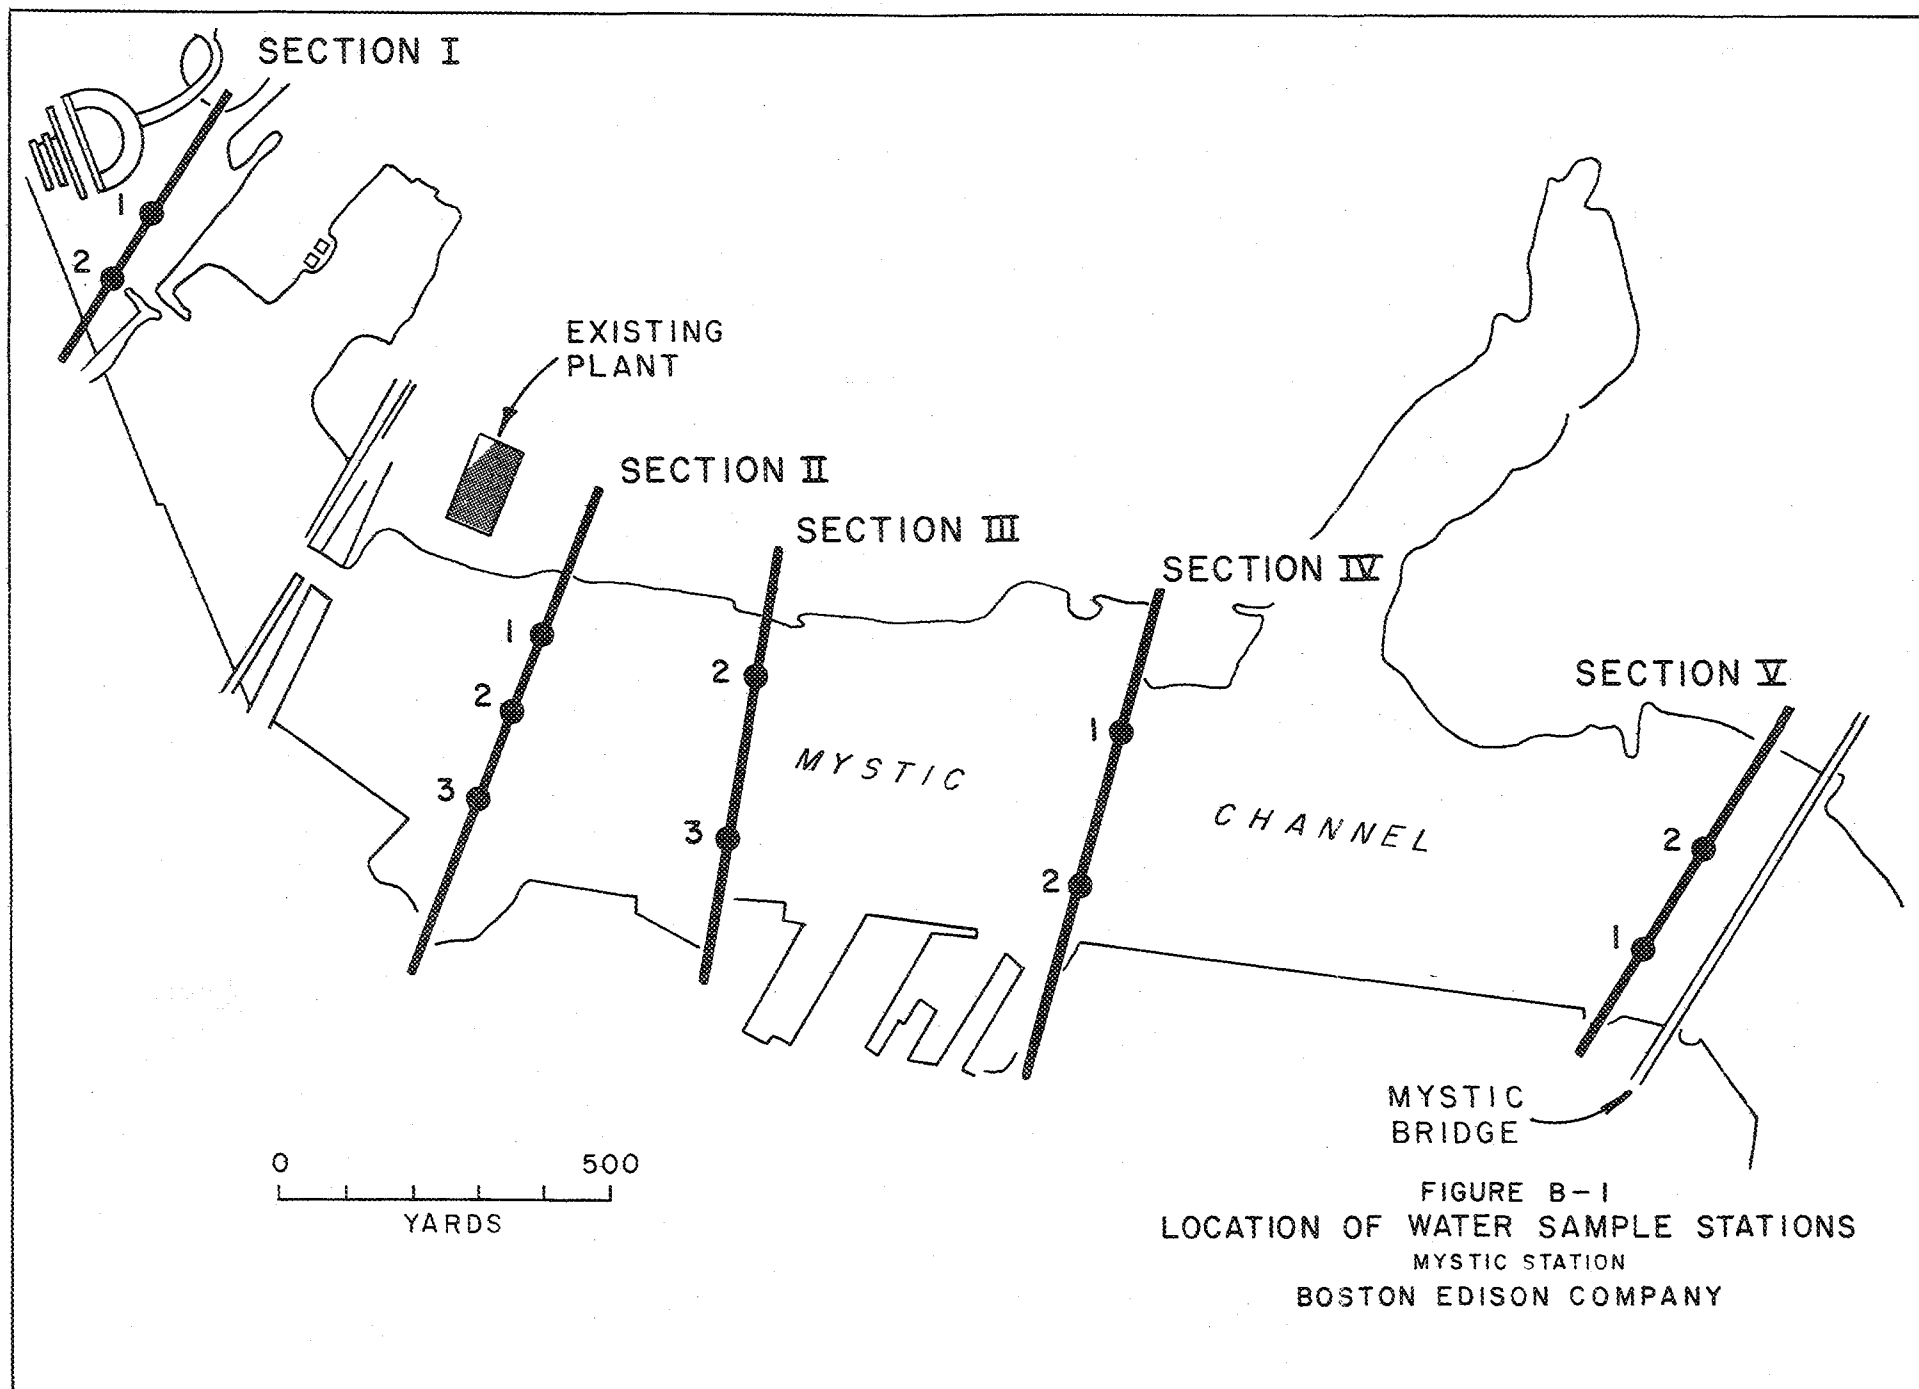 SECTION I
1
2
EXISTING
PLANT
SECTION II
SECTION III
SECTION IV
1
2
2
SECTION V
3
1
MYSTIC
3
CHANNEL
2
2
1
MYSTIC
BRIDGE
0 500
YARDS
FIGURE B-1
LOCATION OF WATER SAMPLE STATIONS
MYSTIC STATION
BOSTON EDISON COMPANY